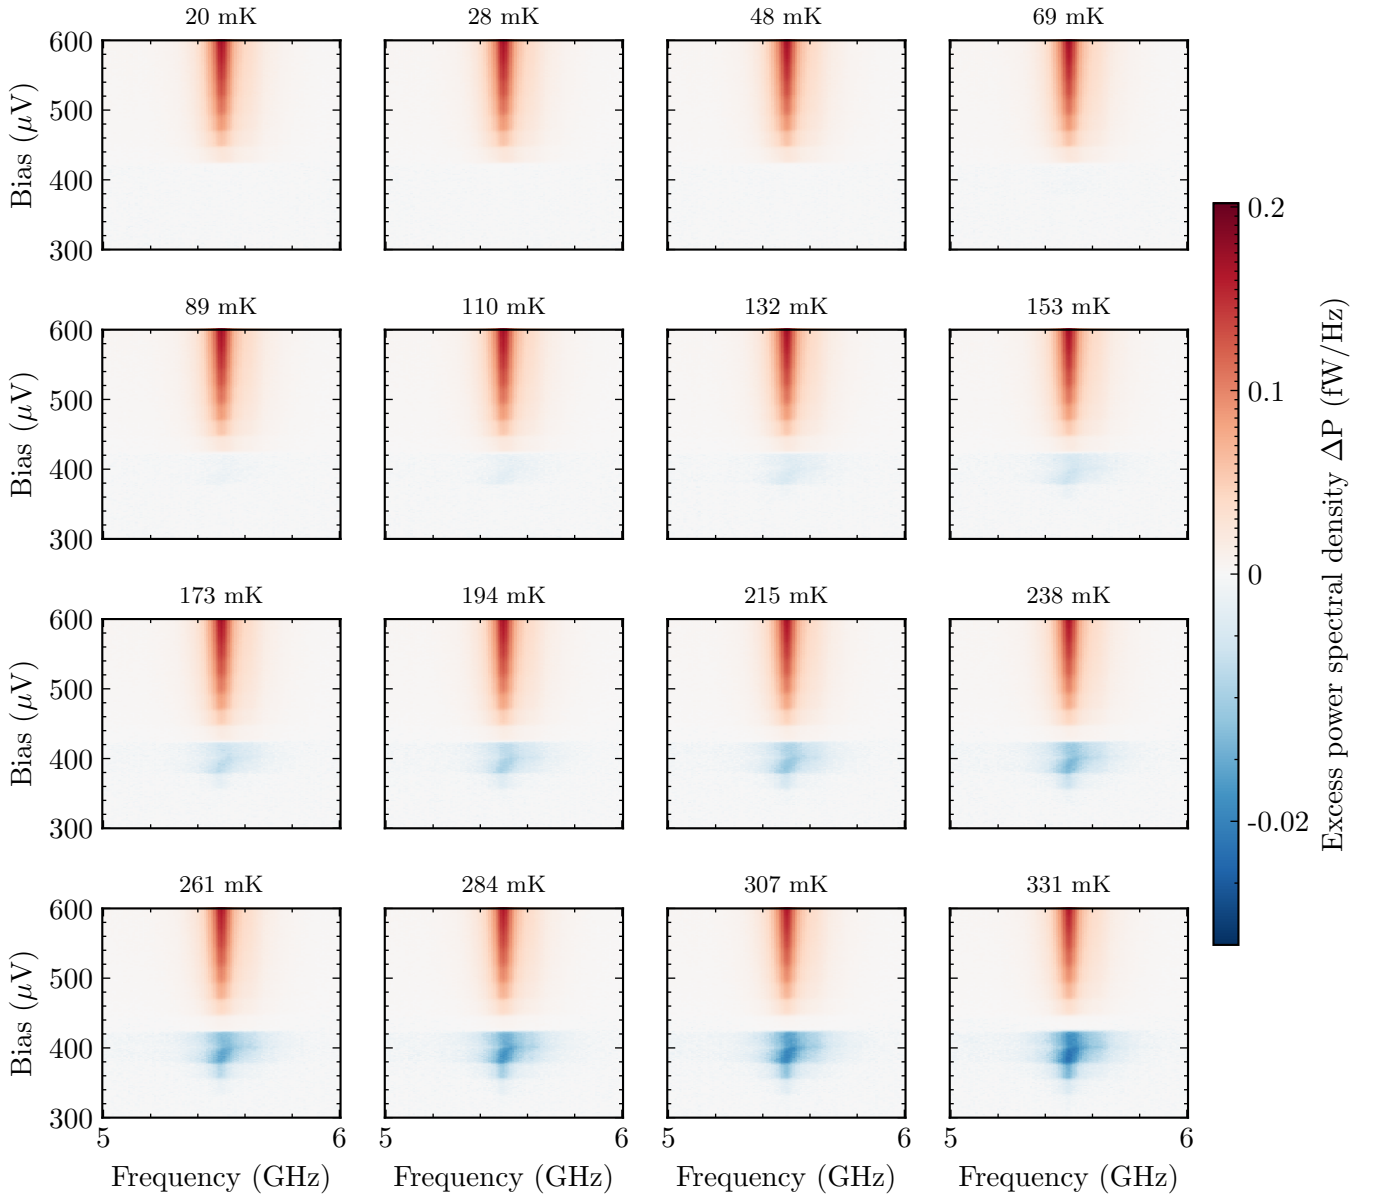 20 mK 28 mK 48 mK 69 mK
600
500
400
300
Bias (μV)
89 mK 110 mK 132 mK 153 mK
600
500
400
300
Bias (μV)
173 mK 194 mK 215 mK 238 mK
600
500
400
300
Bias (μV)
261 mK 284 mK 307 mK 331 mK
600
500
400
300
Bias (μV)
5 6 5 6 5 6 5 6
Frequency (GHz) Frequency (GHz) Frequency (GHz) Frequency (GHz)
0.2
0.1
0
-0.02
Excess power spectral density ΔP (fW/Hz)